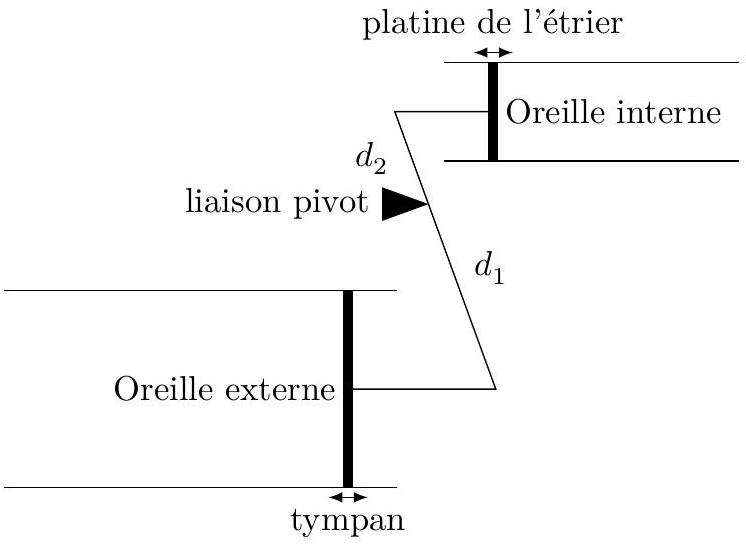 platine de l'étrier
Oreille interne
d₂
liaison pivot
d₁
Oreille externe
tympan